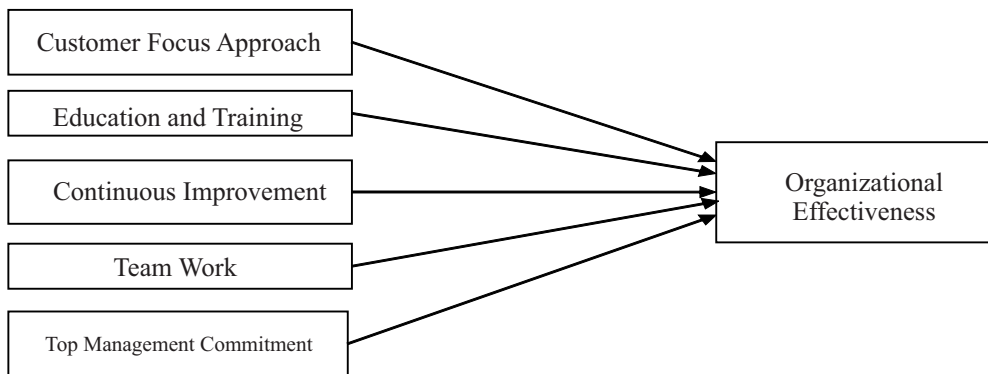 Customer Focus Approach
Education and Training
Continuous Improvement
Team Work
Top Management Commitment
Organizational
Effectiveness